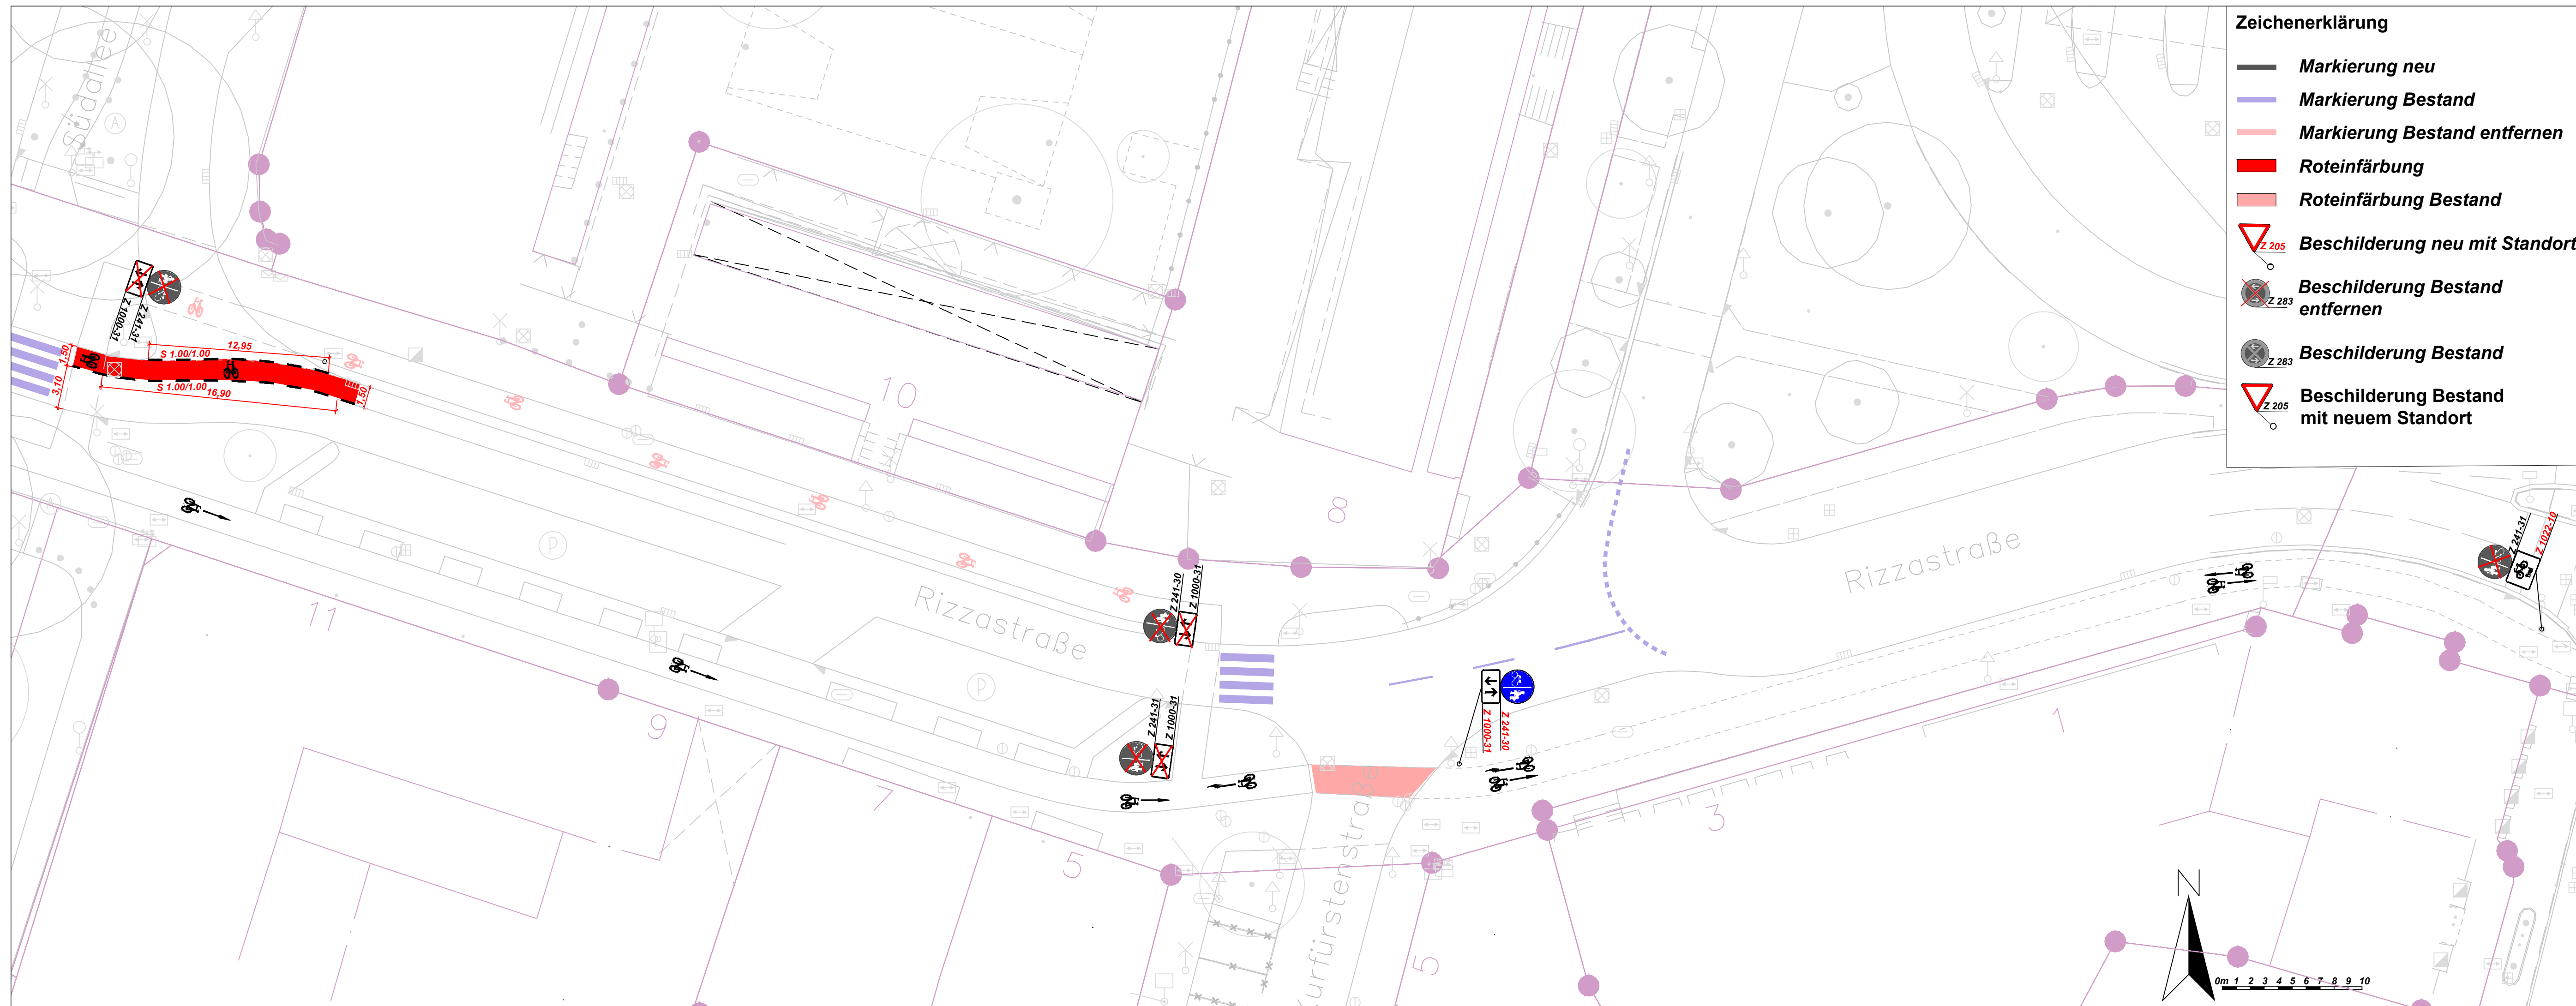 Zeichenerklärung
Markierung neu
Markierung Bestand
Markierung Bestand entfernen
Roteinfärbung
Roteinfärbung Bestand
Z 205
Beschilderung neu mit Standort
Z 283
Beschilderung Bestand
entfernen
Z 283
Beschilderung Bestand
Z 205
Beschilderung Bestand
mit neuem Standort
Südallee
A
Z 1000-31
Z 241-31
1,50
3,10
S 1.00/1.00
12,95
S 1.00/1.00
16,90
1,50
A
10
8
P
11
9
7
5
P
Rizzastraße
Z 241-30
Z 1000-31
Z 241-31
Z 1000-31
Z 1000-31
Z 241-30
Rizzastraße
Z 241-31
Z 1022-10
frei
1
3
5
urfürstenstraße
N
0m 1 2 3 4 5 6 7 8 9 10